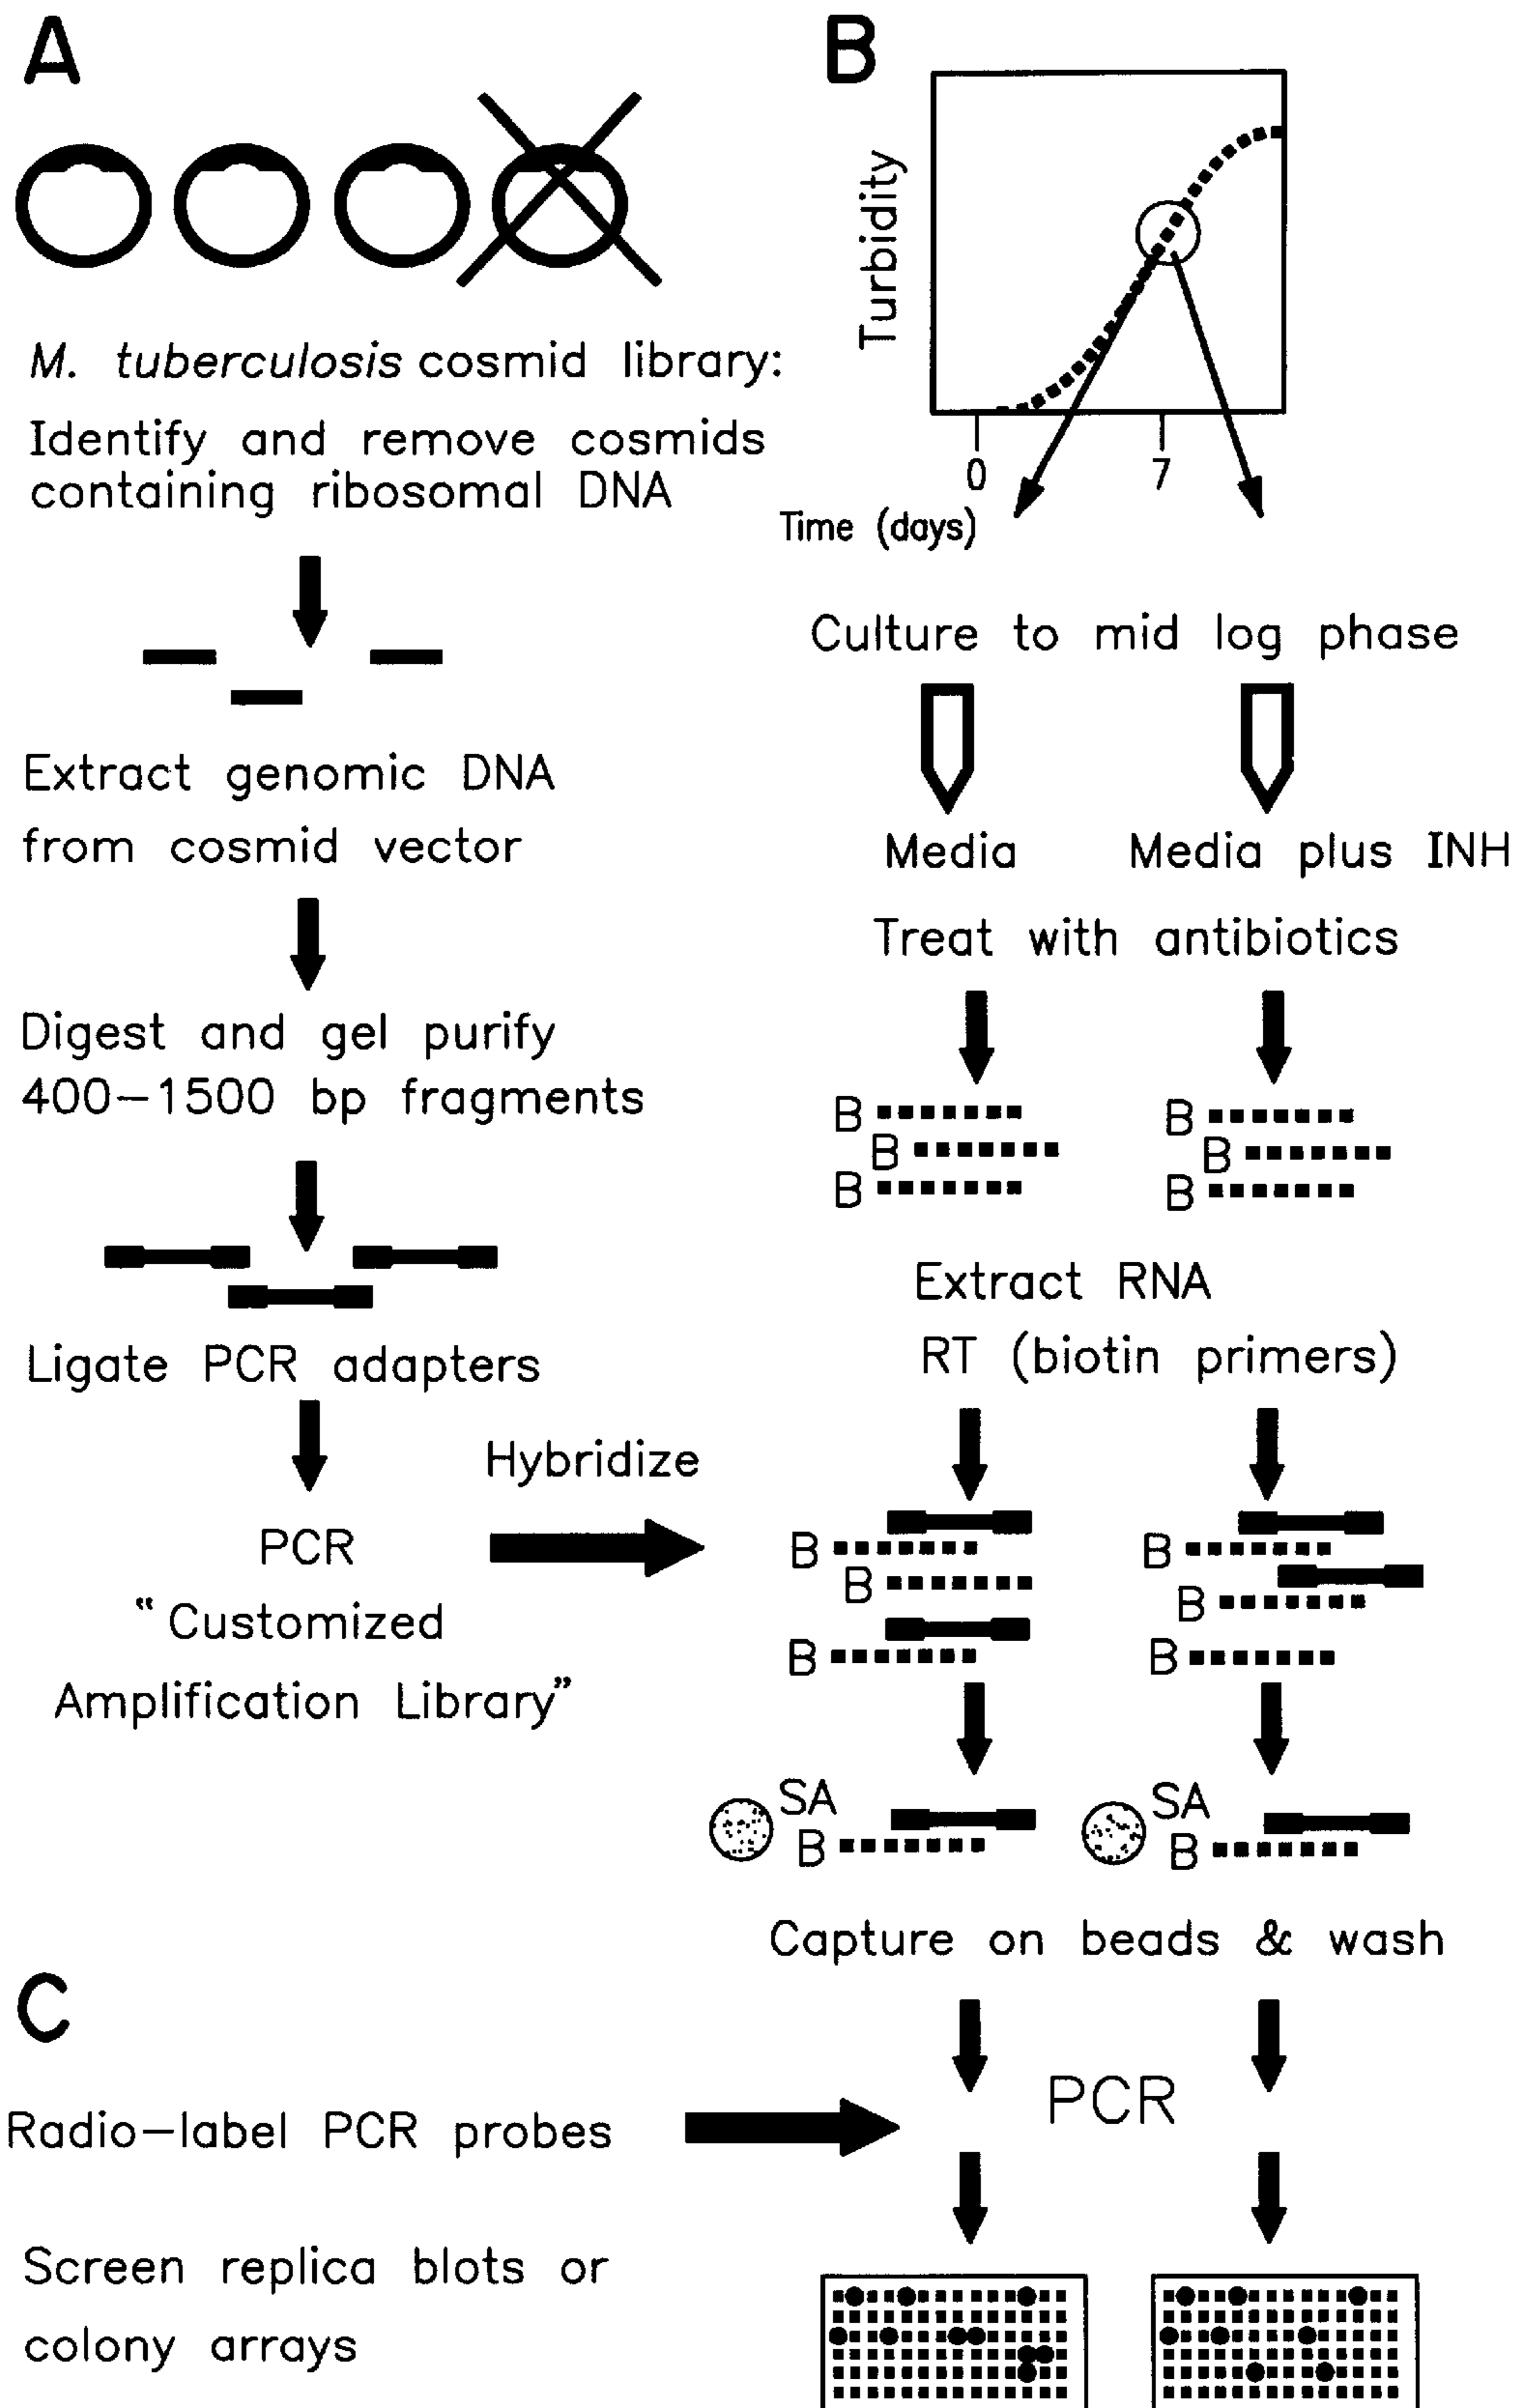 A
M. tuberculosis cosmid library:
Identify and remove cosmids
containing ribosomal DNA
Extract genomic DNA
from cosmid vector
Digest and gel purify
400-1500 bp fragments
Ligate PCR adapters
PCR
"Customized
Amplification Library"
Hybridize
B
Turbidity
0 7
Time (days)
Culture to mid log phase
Media Media plus INH
Treat with antibiotics
B B
B B
B B
Extract RNA
RT (biotin primers)
B B
B B
B B
SA SA
B B
Capture on beads & wash
PCR
C
Radio-label PCR probes
Screen replica blots or
colony arrays